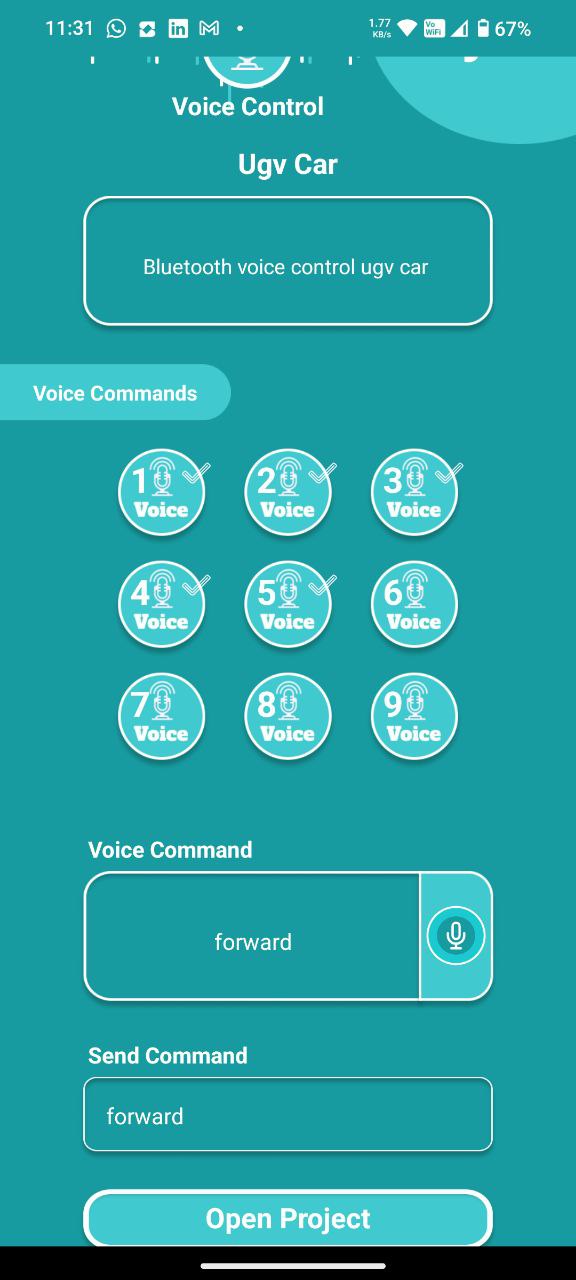 11:31
1.77
KB/s
Vo
WiFi
67%
Voice Control
Ugv Car
Bluetooth voice control ugv car
Voice Commands
1 2 3
Voice Voice Voice
4 5 6
Voice Voice Voice
7 8 9
Voice Voice Voice
Voice Command
forward
Send Command
forward
Open Project